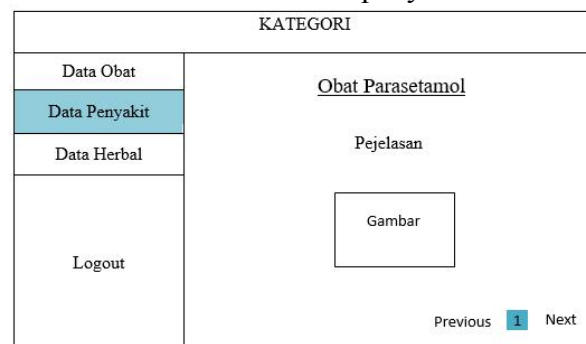 KATEGORI
Data Obat
Data Penyakit
Data Herbal
Logout
Obat Parasetamol
Pejelasan
Gambar
Previous 1 Next